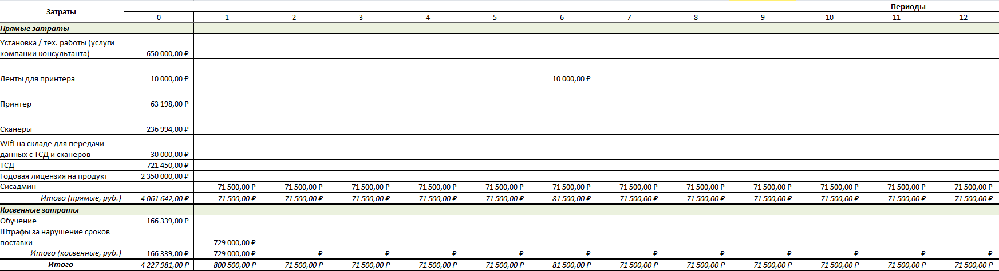 Затраты Периоды
0 1 2 3 4 5 6 7 8 9 10 11 12
Прямые затраты
Установка / тех. работы (услуги
компании консультанта) 650 000,00 ₽
Ленты для принтера 10 000,00 ₽ 10 000,00 ₽
Принтер 63 198,00 ₽
Сканеры 236 994,00 ₽
Wifi на складе для передачи
данных с ТСД и сканеров 30 000,00 ₽
ТСД 721 450,00 ₽
Годовая лицензия на продукт 2 350 000,00 ₽
Сисадмин 71 500,00 ₽ 71 500,00 ₽ 71 500,00 ₽ 71 500,00 ₽ 71 500,00 ₽ 71 500,00 ₽ 71 500,00 ₽ 71 500,00 ₽ 71 500,00 ₽ 71 500,00 ₽ 71 500,00 ₽ 71 500,00 ₽
Итого (прямые, руб.) 4 061 642,00 ₽ 71 500,00 ₽ 71 500,00 ₽ 71 500,00 ₽ 71 500,00 ₽ 71 500,00 ₽ 81 500,00 ₽ 71 500,00 ₽ 71 500,00 ₽ 71 500,00 ₽ 71 500,00 ₽ 71 500,00 ₽ 71 500,00 ₽
Косвенные затраты
Обучение 166 339,00 ₽
Штрафы за нарушение сроков
поставки 729 000,00 ₽
Итого (косвенные, руб.) 166 339,00 ₽ 729 000,00 ₽ - ₽ - ₽ - ₽ - ₽ - ₽ - ₽ - ₽ - ₽ - ₽ - ₽ - ₽
Итого 4 227 981,00 ₽ 800 500,00 ₽ 71 500,00 ₽ 71 500,00 ₽ 71 500,00 ₽ 71 500,00 ₽ 81 500,00 ₽ 71 500,00 ₽ 71 500,00 ₽ 71 500,00 ₽ 71 500,00 ₽ 71 500,00 ₽ 71 500,00 ₽